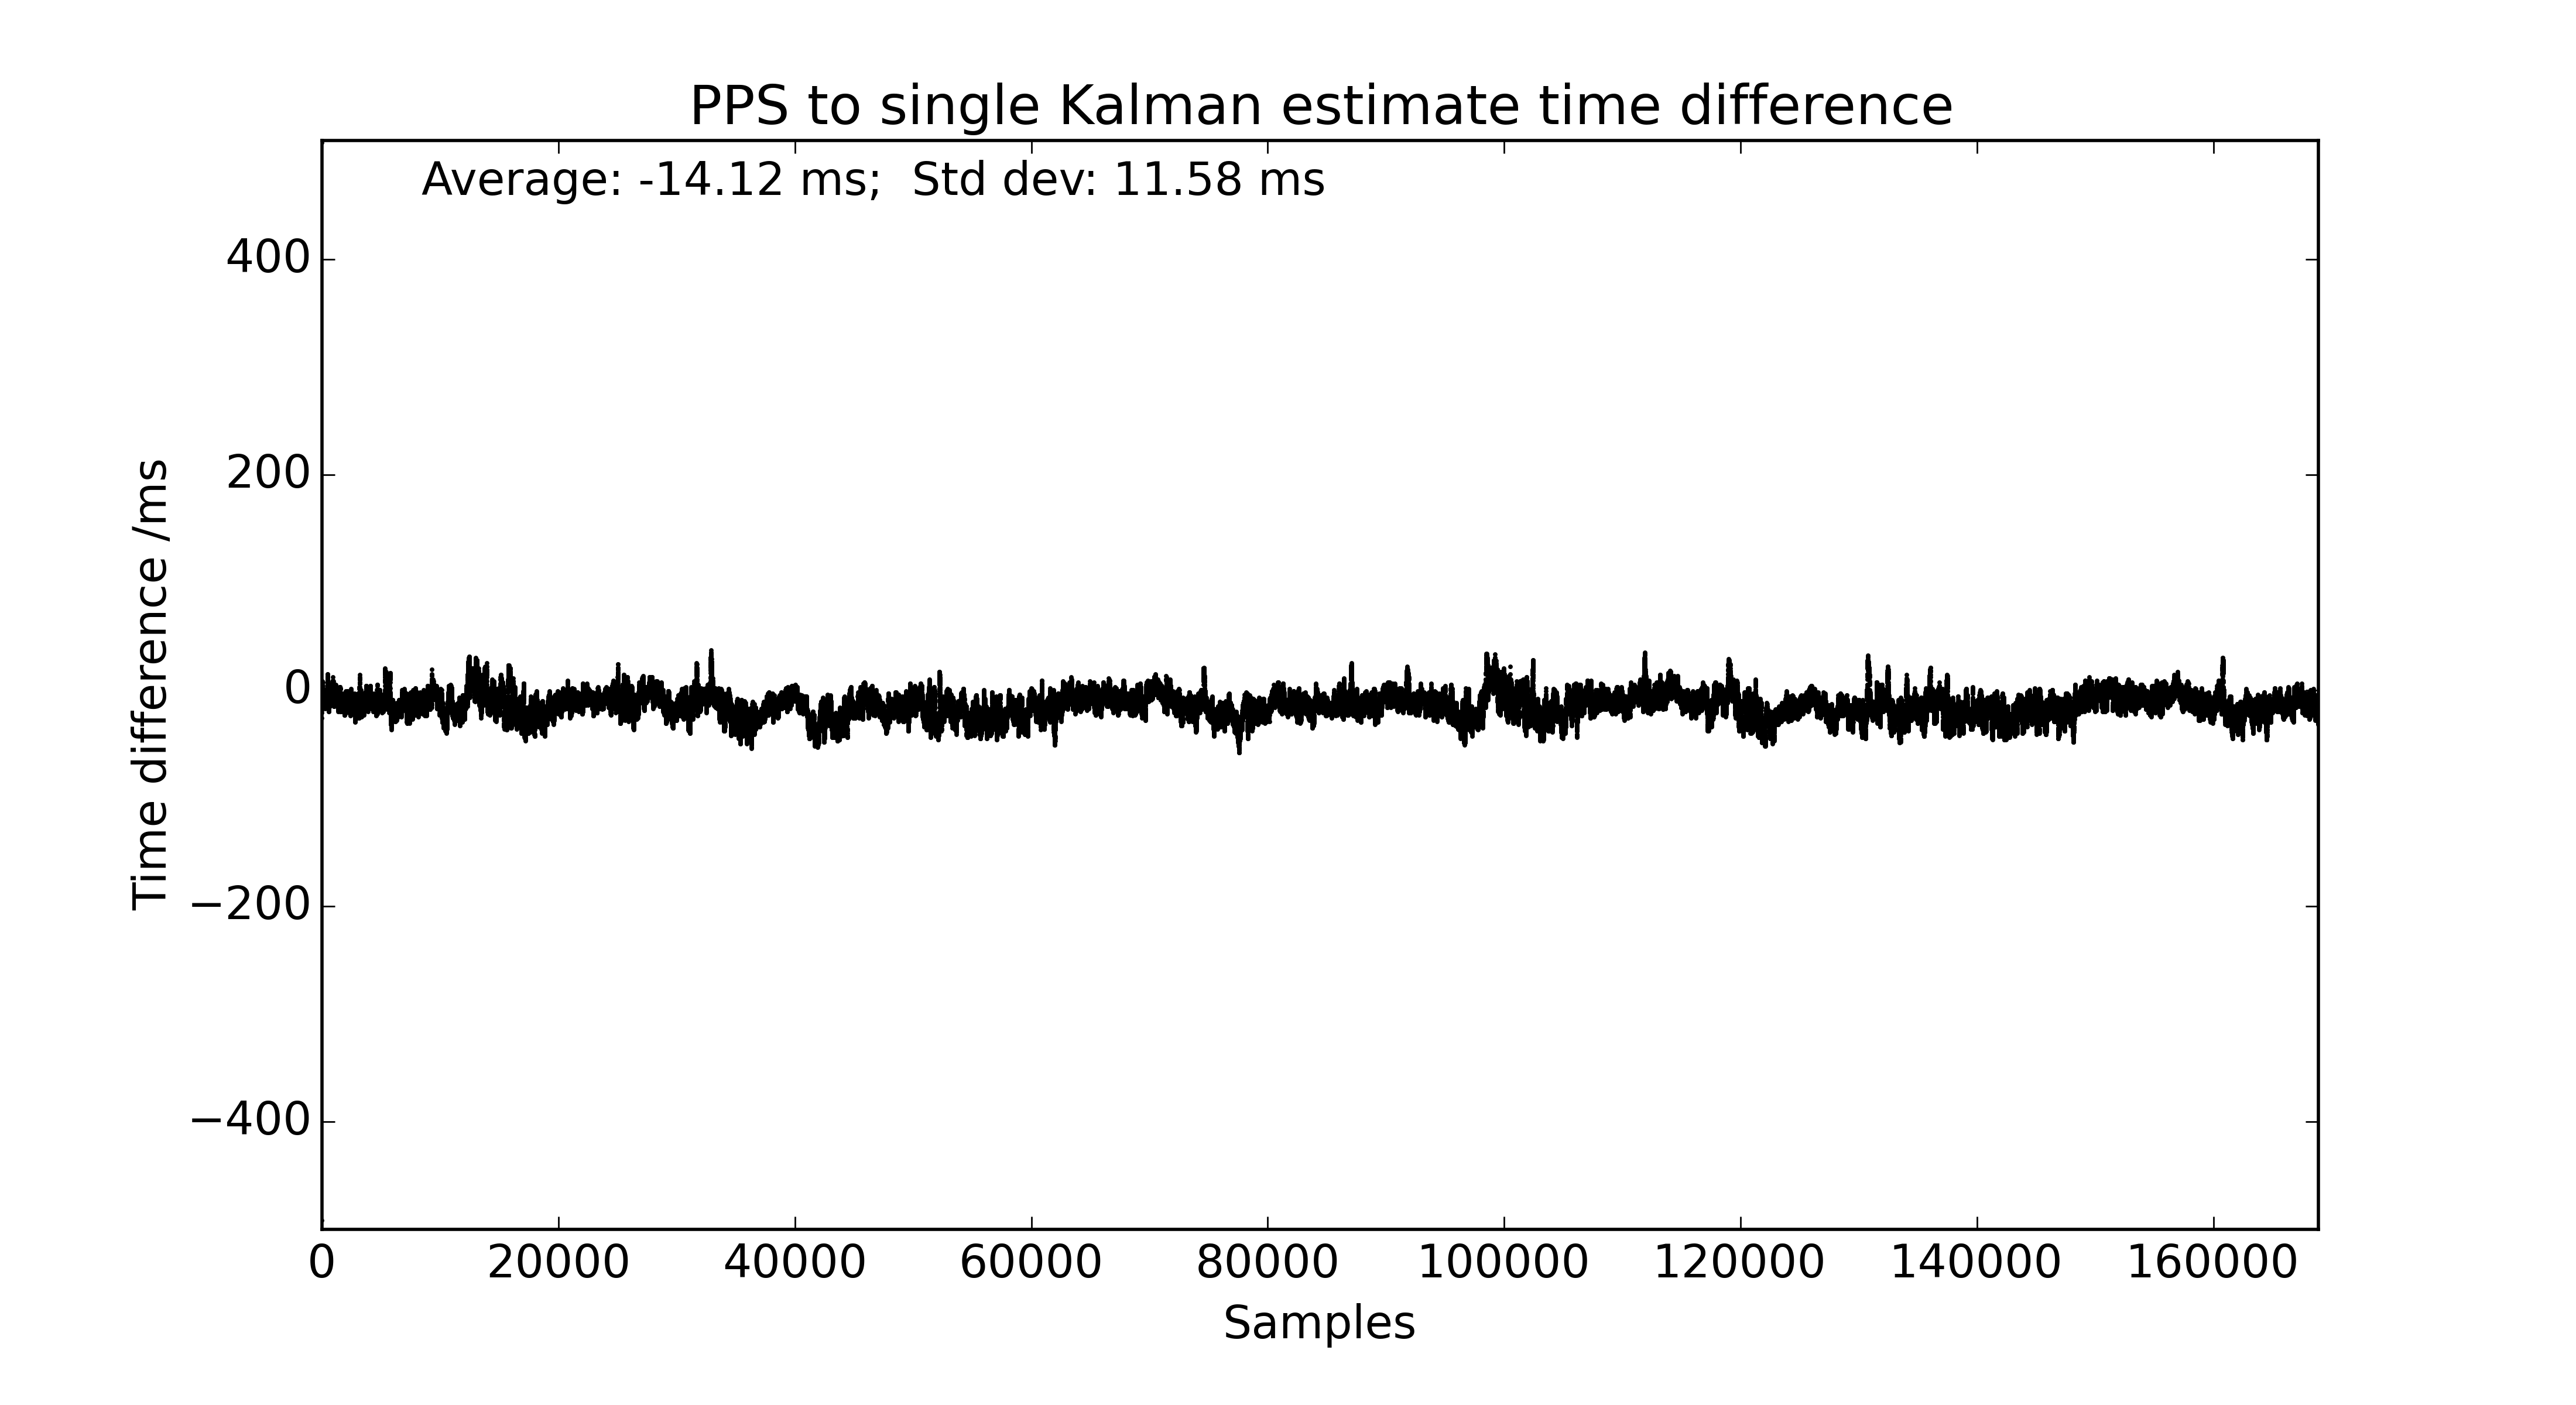 PPS to single Kalman estimate time difference
Average: -14.12 ms;  Std dev: 11.58 ms
400
200
0
−200
−400
Time difference /ms
0 20000 40000 60000 80000 100000 120000 140000 160000
Samples